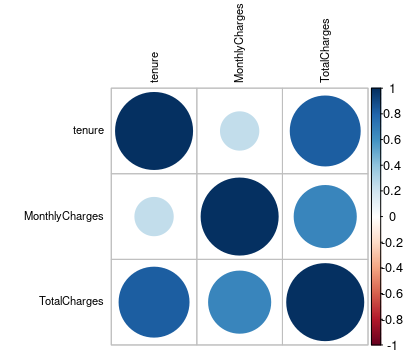 tenure
MonthlyCharges
TotalCharges
tenure
MonthlyCharges
TotalCharges
1
0.8
0.6
0.4
0.2
0
-0.2
-0.4
-0.6
-0.8
-1